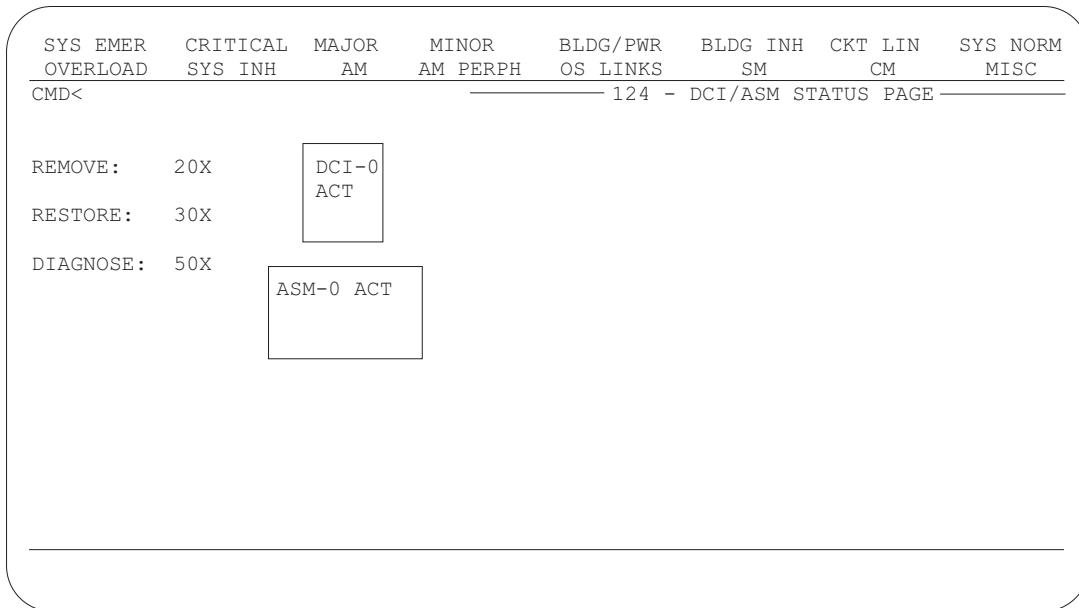 SYS EMER CRITICAL MAJOR MINOR BLDG/PWR BLDG INH CKT LIN SYS NORM
OVERLOAD SYS INH AM AM PERPH OS LINKS SM CM MISC
CMD< 124 - DCI/ASM STATUS PAGE
REMOVE: 20X DCI-0
ACT
RESTORE: 30X
DIAGNOSE: 50X
ASM-0 ACT